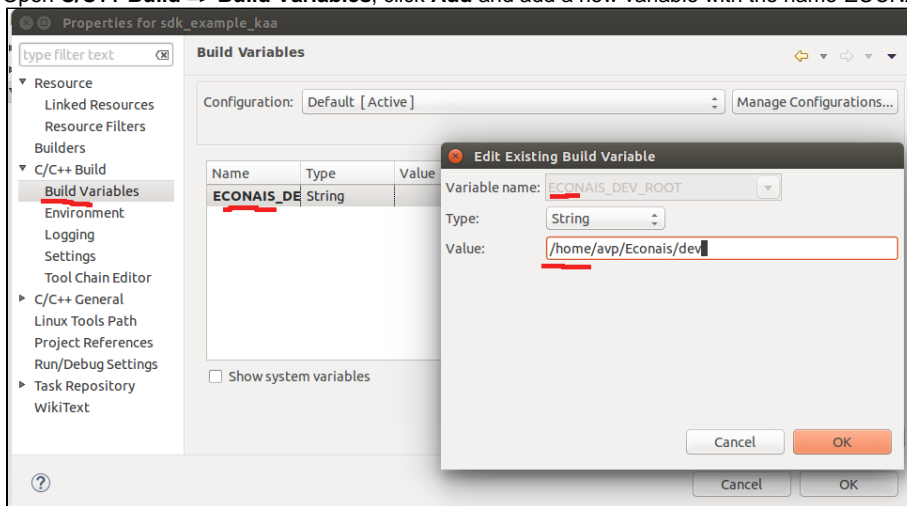 Open C/C++ Build => Build Variables, click Add and add a new variable with the name ECONA
Properties for sdk_example_kaa
type filter text
Resource
Linked Resources
Resource Filters
Builders
C/C++ Build
Build Variables
Environment
Logging
Settings
Tool Chain Editor
C/C++ General
Linux Tools Path
Project References
Run/Debug Settings
Task Repository
WikiText
Build Variables
Configuration: Default [ Active ] Manage Configurations...
Name Type Value
ECONAIS_DE String
Show system variables
Edit Existing Build Variable
Variable name: ECONAIS_DEV_ROOT
Type: String
Value: /home/avp/Econais/dev
Cancel OK
? Cancel OK